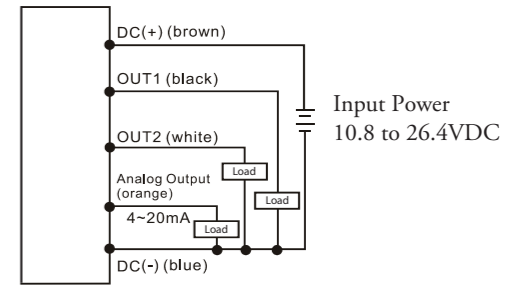 DC(+) (brown)
OUT1 (black)
Input Power
10.8 to 26.4VDC
OUT2 (white)
Load
Analog Output
(orange)
Load
4~20mA
Load
DC(-) (blue)